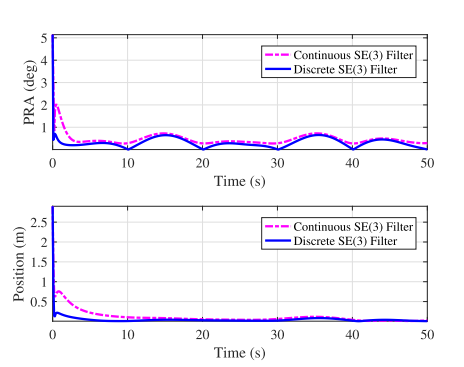 5
4
3
2
1
PRA (deg)
Continuous SE(3) Filter
Discrete SE(3) Filter
0 10 20 30 40 50
Time (s)
2.5
2
1.5
1
0.5
Position (m)
Continuous SE(3) Filter
Discrete SE(3) Filter
0 10 20 30 40 50
Time (s)